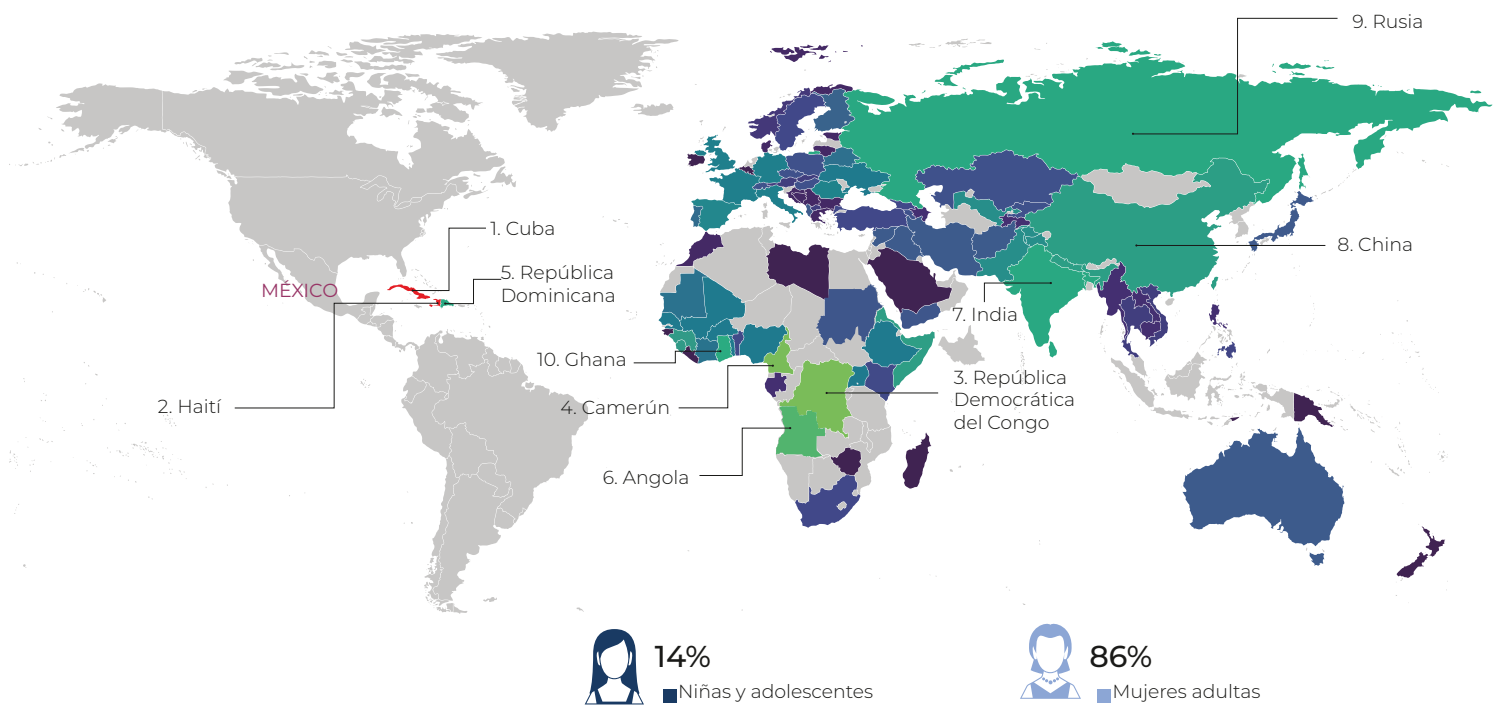 9. Rusia
1. Cuba
8. China
5. República
Dominicana
MÉXICO
7. India
10. Ghana
3. República
Democrática
del Congo
2. Haití
4. Camerún
6. Angola
14%
Niñas y adolescentes
86%
Mujeres adultas